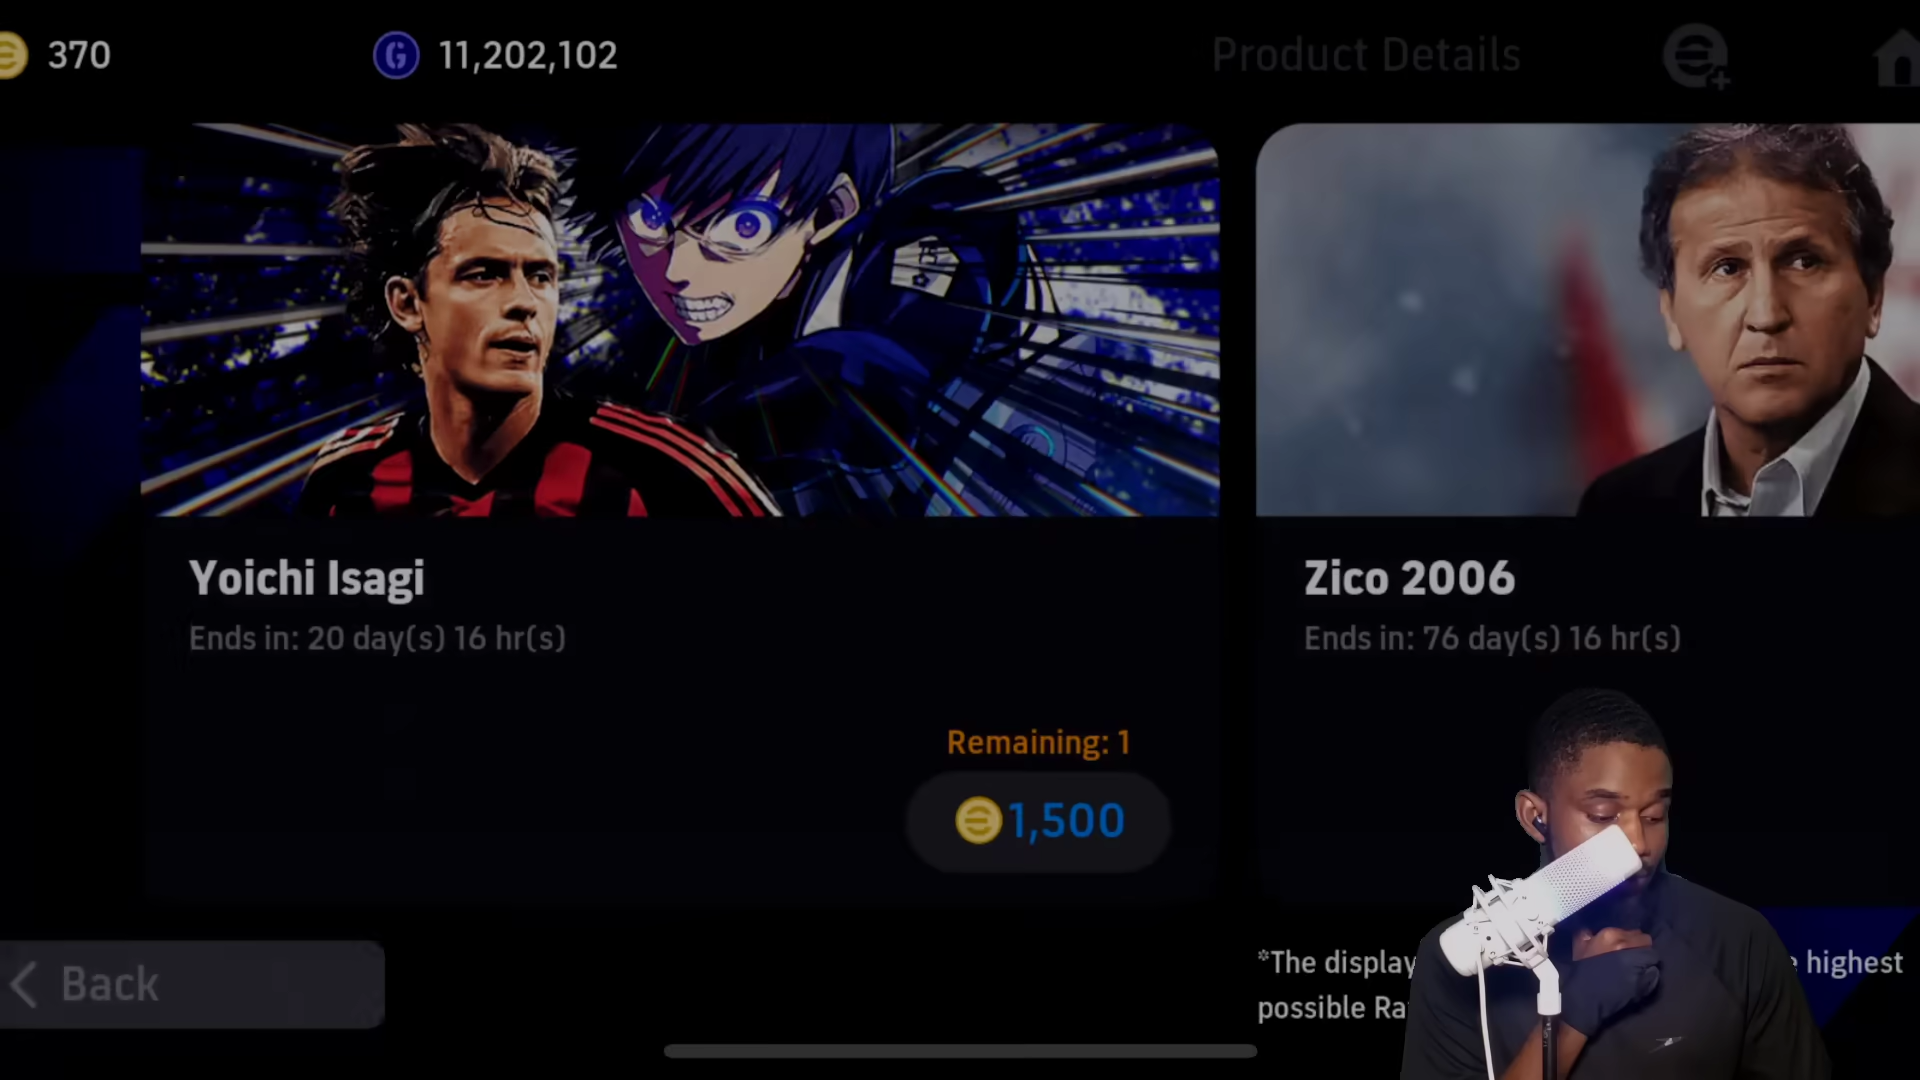 370
11,202,102
Product Details
Yoichi Isagi
Ends in: 20 day(s) 16 hr(s)
Remaining: 1
1,500
Zico 2006
Ends in: 76 day(s) 16 hr(s)
Back
*The display
highest
possible Ra